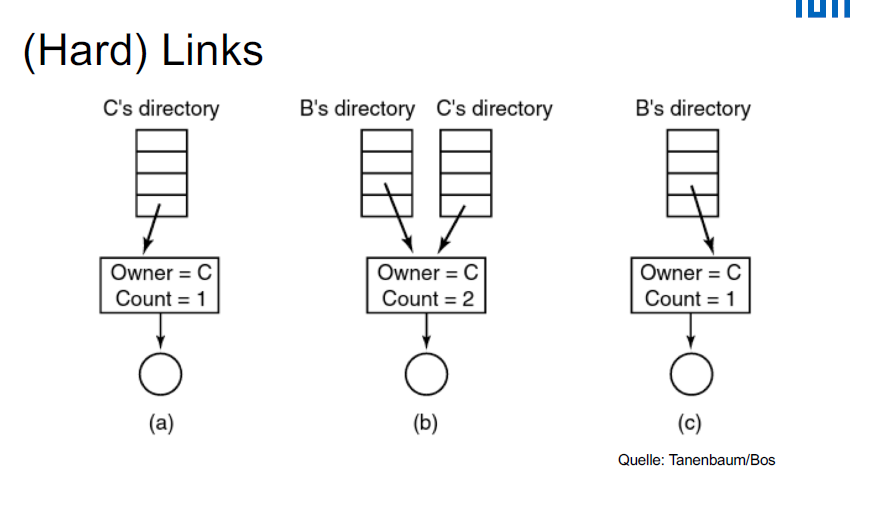 (Hard) Links
C's directory
B's directory C's directory
B's directory
Owner = C
Count = 1
Owner = C
Count = 2
Owner = C
Count = 1
(a)
(b)
(c)
Quelle: Tanenbaum/Bos